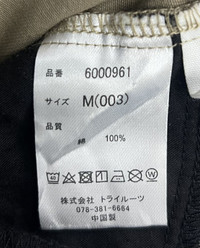 品番 6000961
サイズ M(003)
品質
綿 100%
株式会社 トライルーツ
078-381-6664
中国製